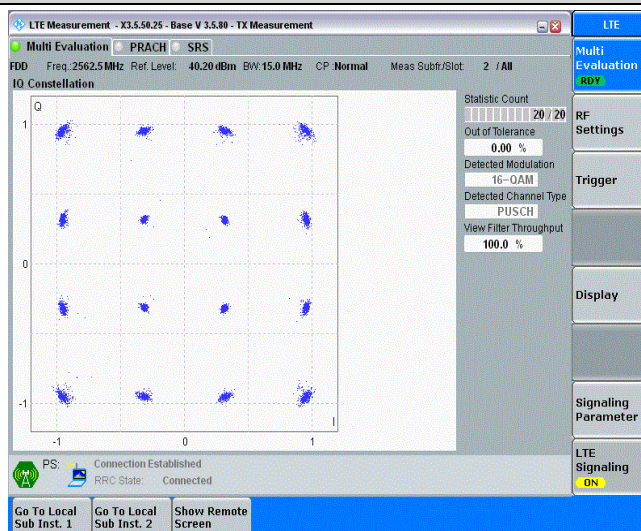 LTE Measurement - X3.5.50.25 - Base V 3.5.80 - TX Measurement
LTE
Multi Evaluation PRACH SRS
Multi Evaluation
RDY
FDD Freq.:2562.5 MHz Ref. Level: 40.20 dBm BW:15.0 MHz CP :Normal Meas Subfr./Slot: 2 / All
IQ Constellation
Q
1
0
-1
-1 0 1
I
Statistic Count
20 / 20
Out of Tolerance
0.00 %
Detected Modulation
16-QAM
Detected Channel Type
PUSCH
View Filter Throughput
100.0 %
RF
Settings
Trigger
Display
Signaling
Parameter
LTE
Signaling
ON
PS: Connection Established
RRC State: Connected
Go To Local
Sub Inst. 1
Go To Local
Sub Inst. 2
Show Remote
Screen